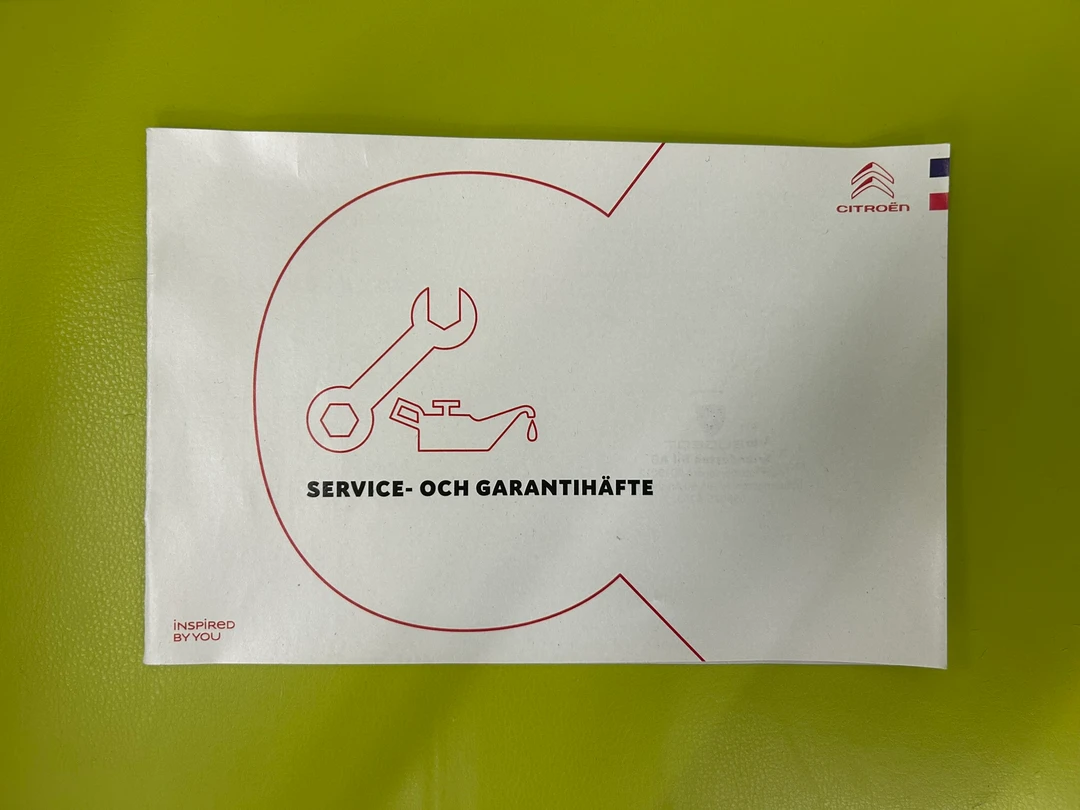 CITROËN
SERVICE- OCH GARANTIHÄFTE
INSPIRED
BY YOU